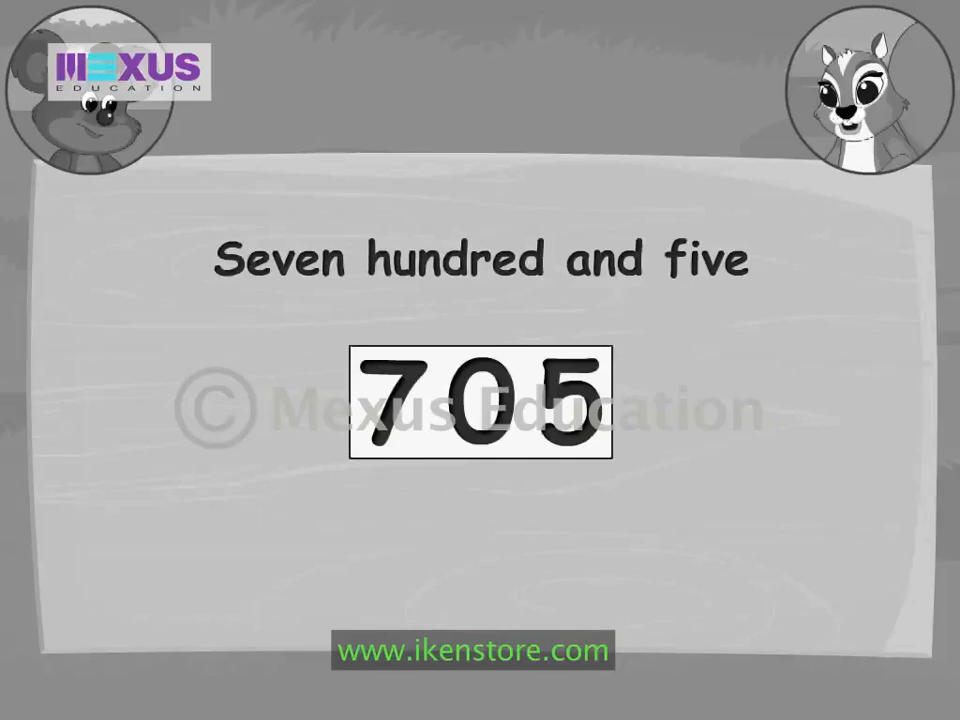 MEXUS
EDUCATION
Seven hundred and five
705
© Mexus Education
www.ikenstore.com